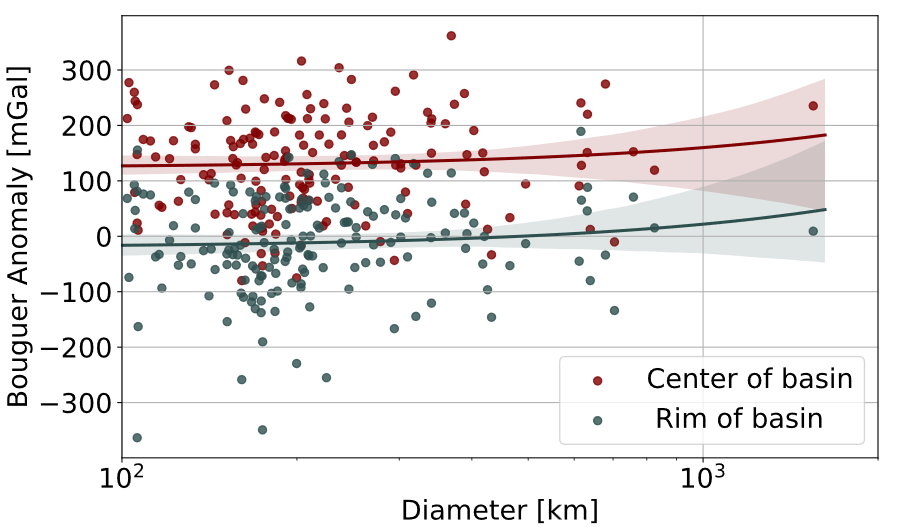 Bouguer Anomaly [mGal]
300
200
100
0
−100
−200
−300
Center of basin
Rim of basin
10² 10³
Diameter [km]